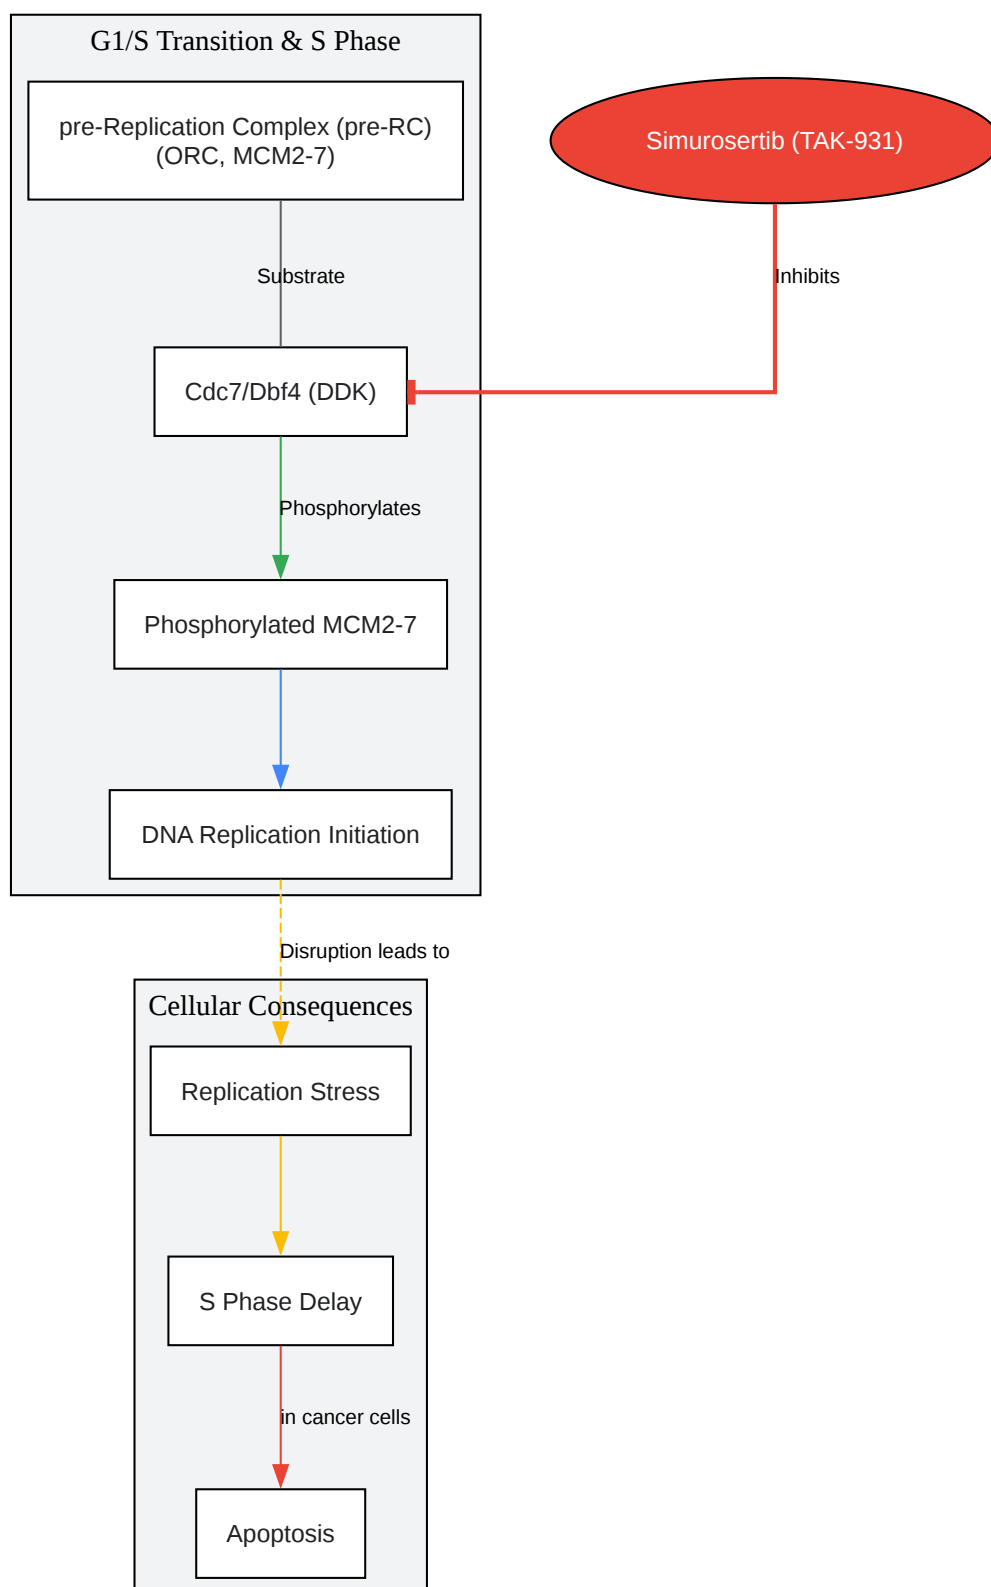 G1/S Transition & S Phase
pre-Replication Complex (pre-RC)
(ORC, MCM2-7)
Simurosertib (TAK-931)
Substrate
Inhibits
Cdc7/Dbf4 (DDK)
Phosphorylates
Phosphorylated MCM2-7
DNA Replication Initiation
Disruption leads to
Cellular Consequences
Replication Stress
S Phase Delay
in cancer cells
Apoptosis